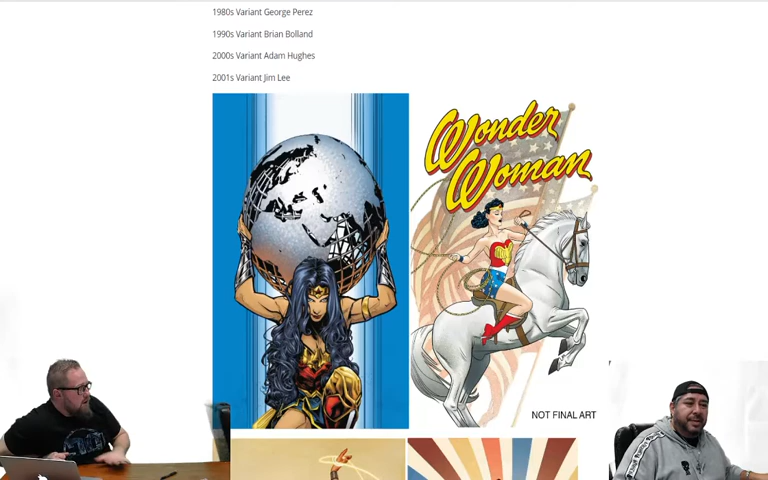 1980s Variant George Perez
1990s Variant Brian Bolland
2000s Variant Adam Hughes
2001s Variant Jim Lee
Wonder
Woman
NOT FINAL ART